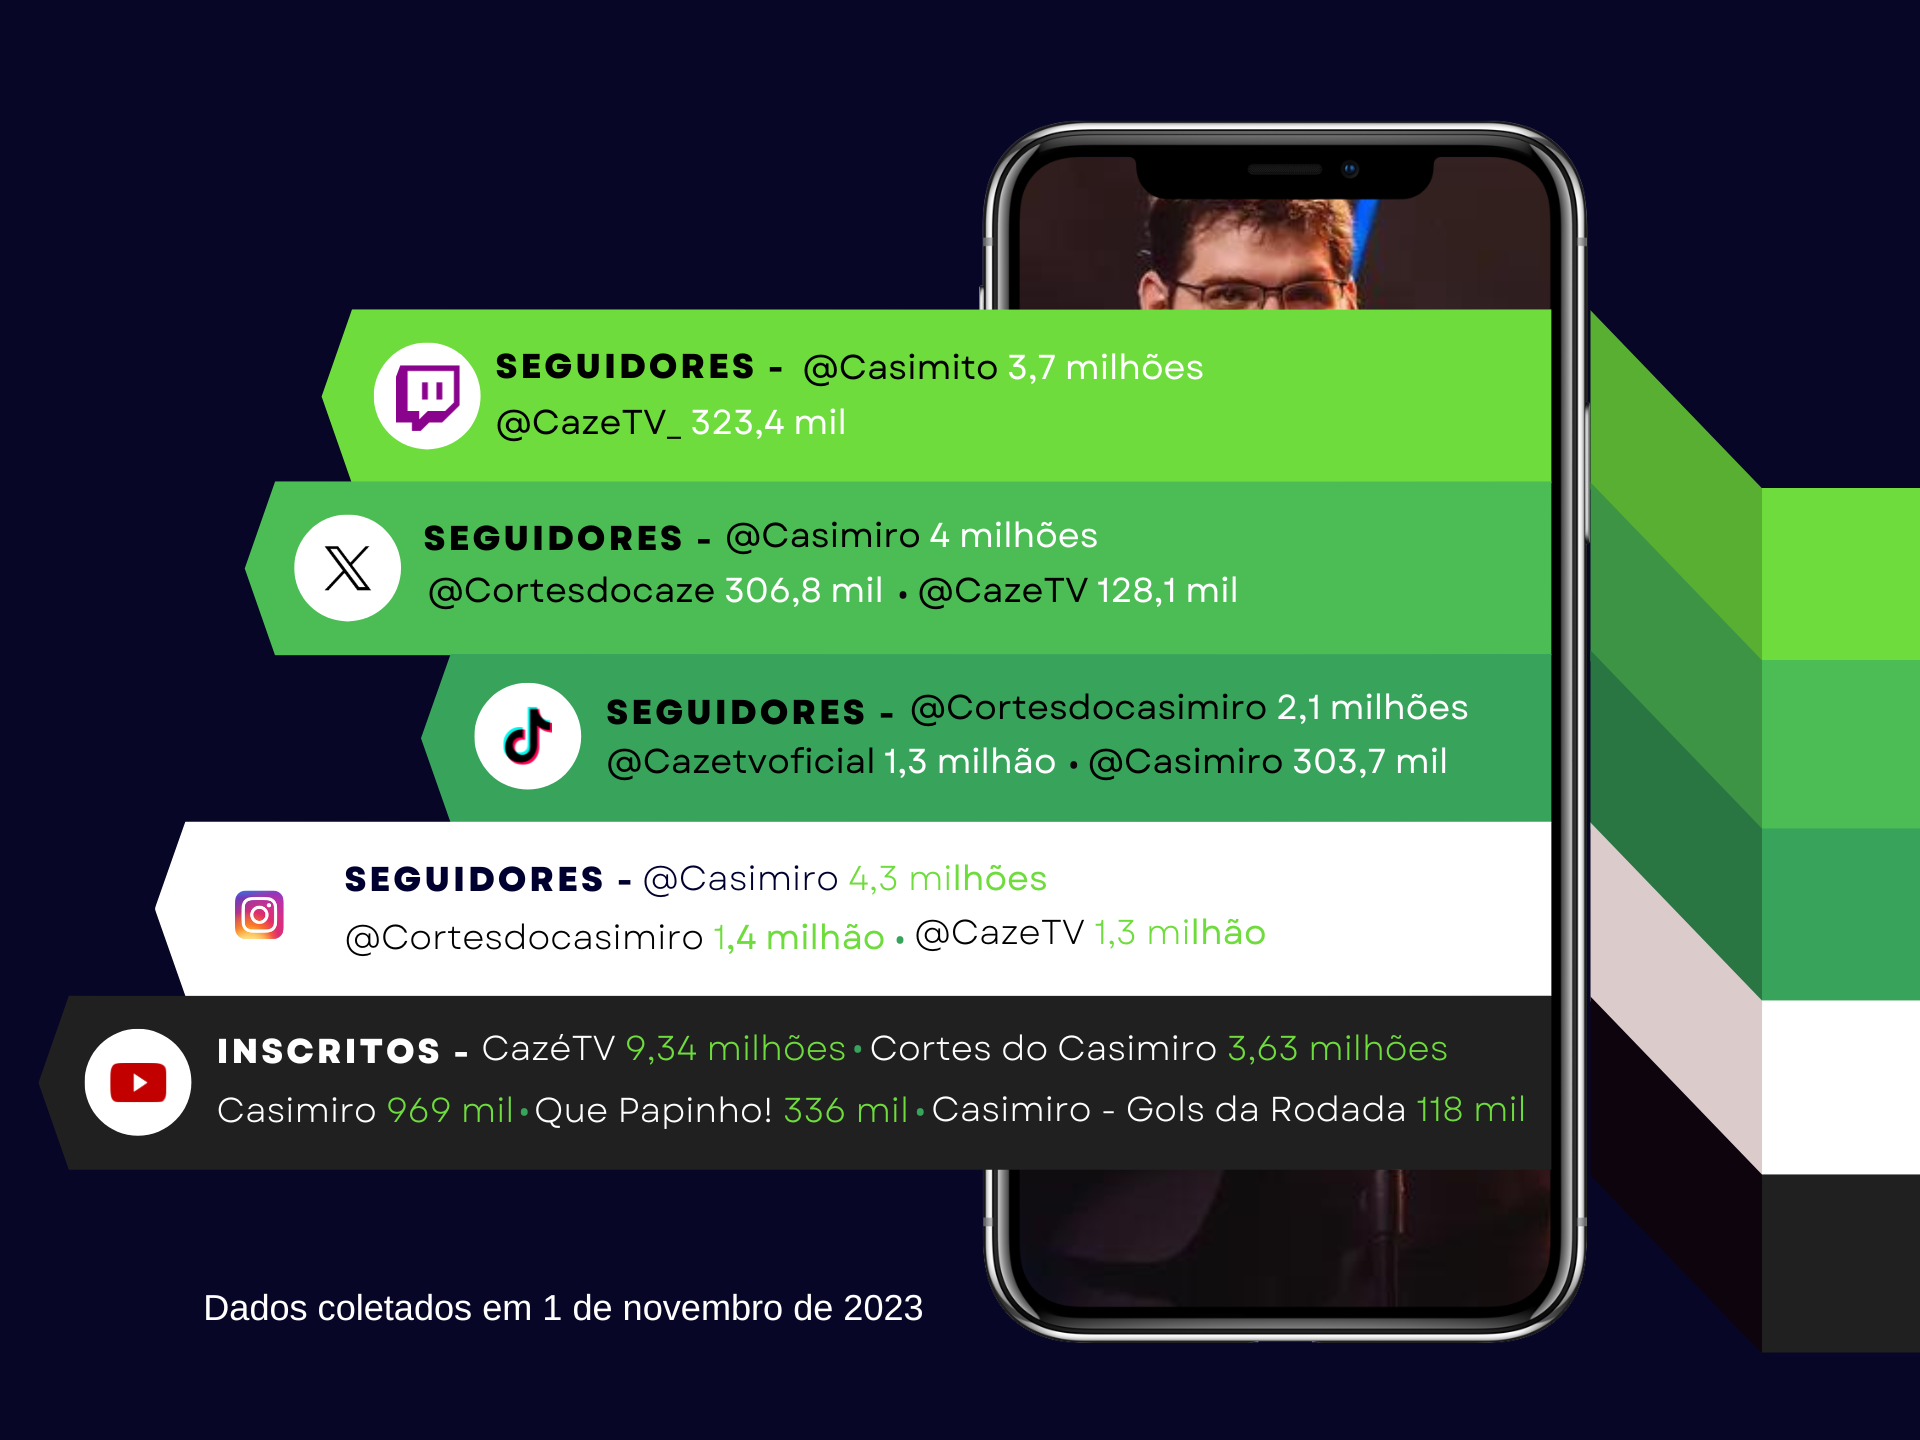 SEGUIDORES - @Casimito 3,7 milhões
@CazeTV_ 323,4 mil
SEGUIDORES - @Casimiro 4 milhões
@Cortesdocaze 306,8 mil • @CazeTV 128,1 mil
SEGUIDORES - @Cortesdocasimiro 2,1 milhões
@Cazetvoficial 1,3 milhão • @Casimiro 303,7 mil
SEGUIDORES - @Casimiro 4,3 milhões
@Cortesdocasimiro 1,4 milhão • @CazeTV 1,3 milhão
INSCRITOS - CazéTV 9,34 milhões • Cortes do Casimiro 3,63 milhões
Casimiro 969 mil • Que Papinho! 336 mil • Casimiro - Gols da Rodada 118 mil
Dados coletados em 1 de novembro de 2023